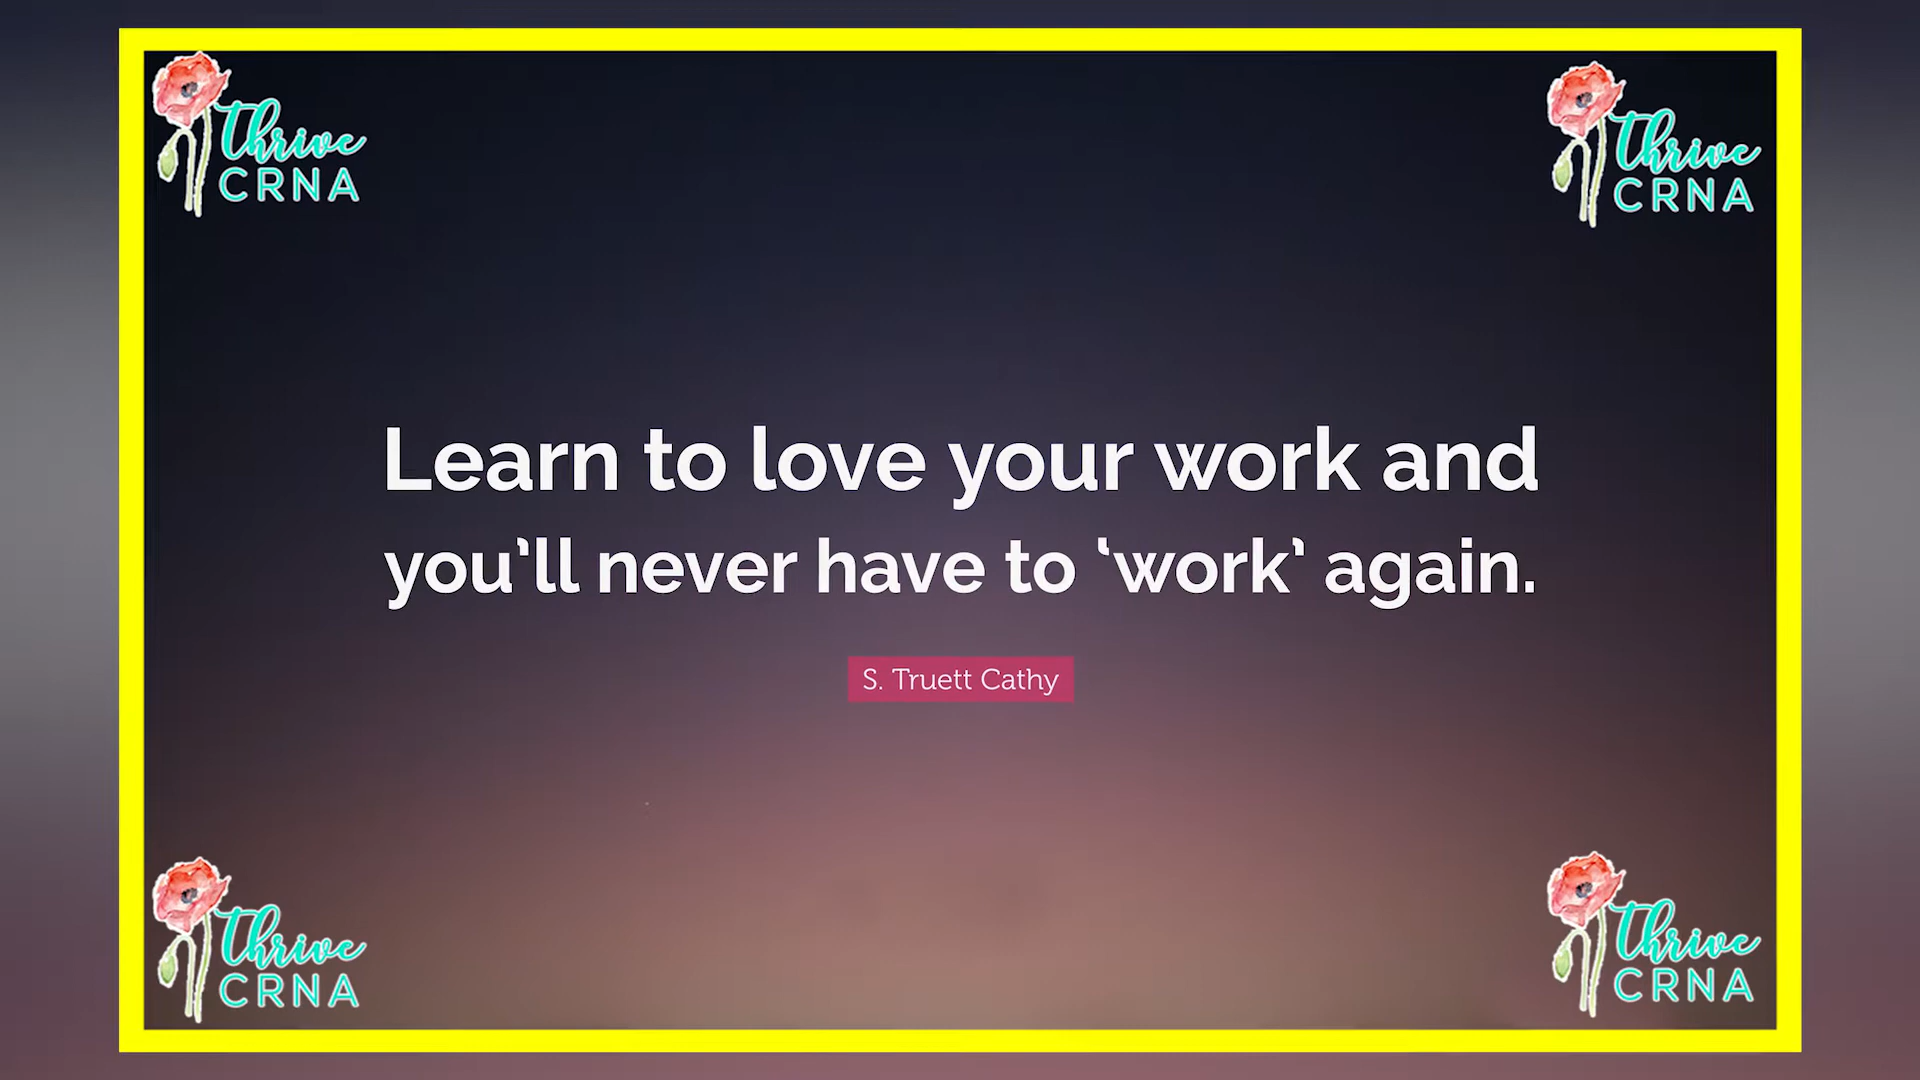 Thrive
CRNA
Thrive
CRNA
Learn to love your work and
you’ll never have to ‘work’ again.
S. Truett Cathy
Thrive
CRNA
Thrive
CRNA